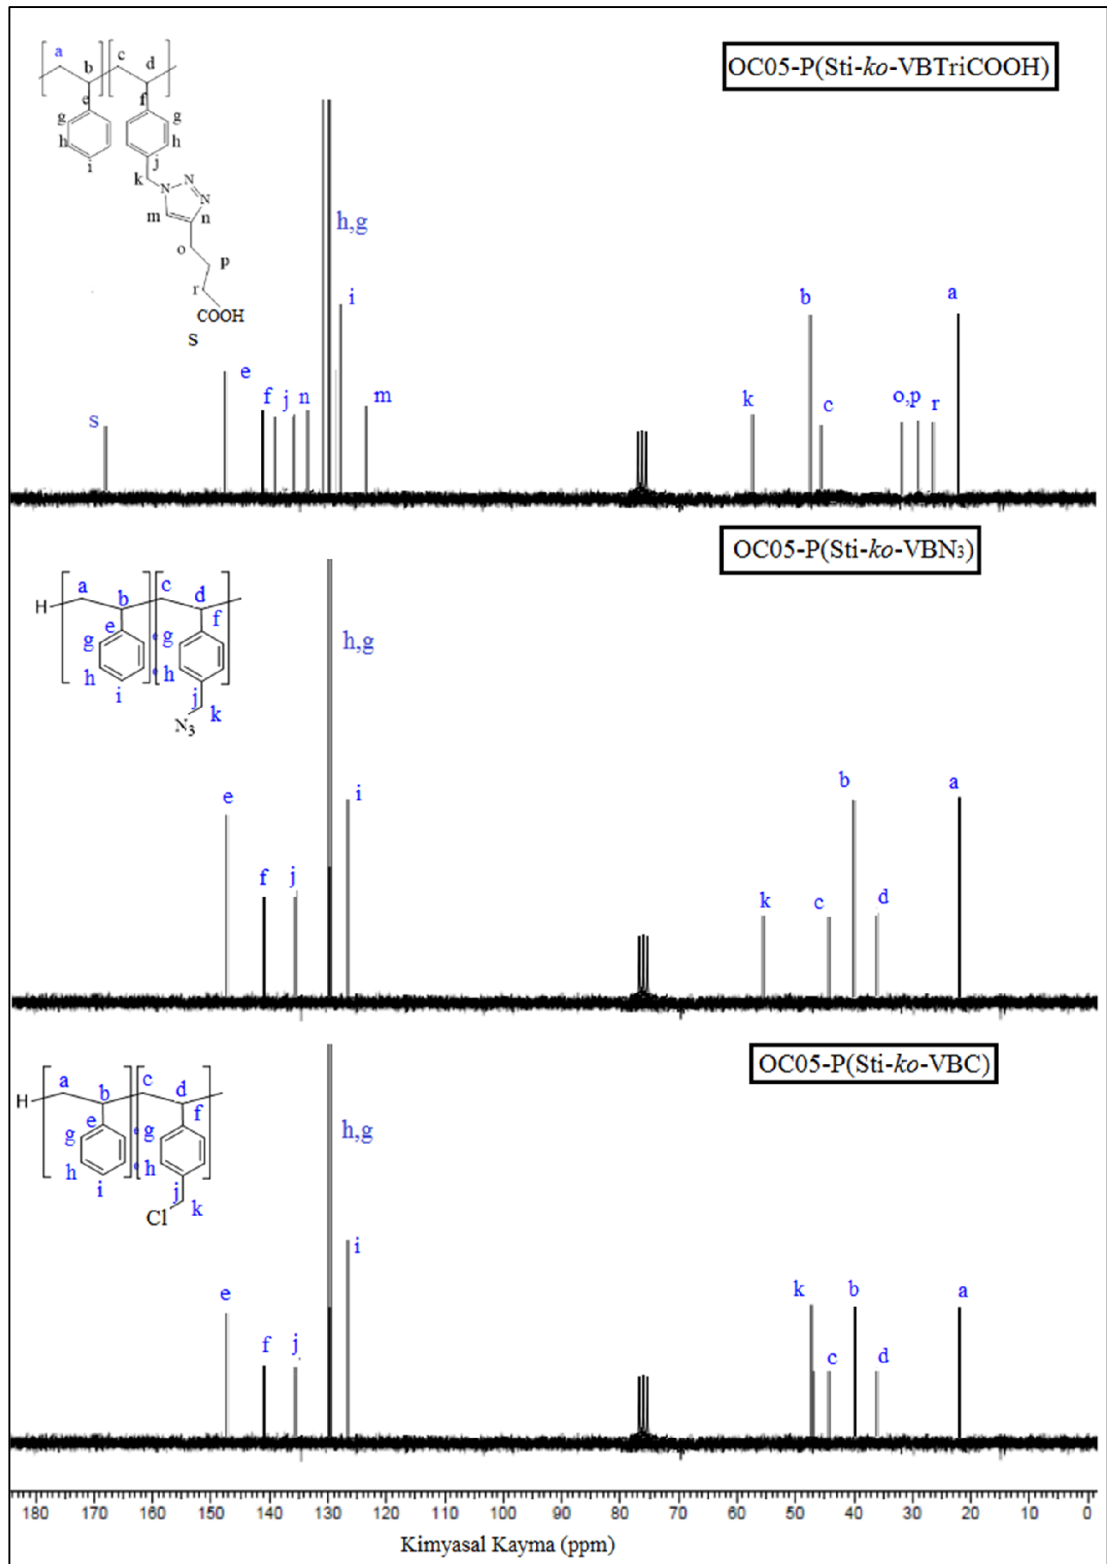 OC05-P(Sti-ko-VBTriCOOH)
a
b
c
d
e
f
g
g
h
h
i
j
k
N
N
N
m
n
o
p
r
COOH
S
h,g
i
b
a
e
f
j
n
m
k
c
o,p
r
s
OC05-P(Sti-ko-VBN3)
H
a
b
c
d
e
f
g
g
h
h
i
j
k
N3
h,g
e
i
f
j
b
a
k
c
d
OC05-P(Sti-ko-VBC)
H
a
b
c
d
e
f
g
g
h
h
i
j
k
Cl
h,g
i
e
f
j
k
b
a
c
d
180 170 160 150 140 130 120 110 100 90 80 70 60 50 40 30 20 10 0
Kimyasal Kayma (ppm)